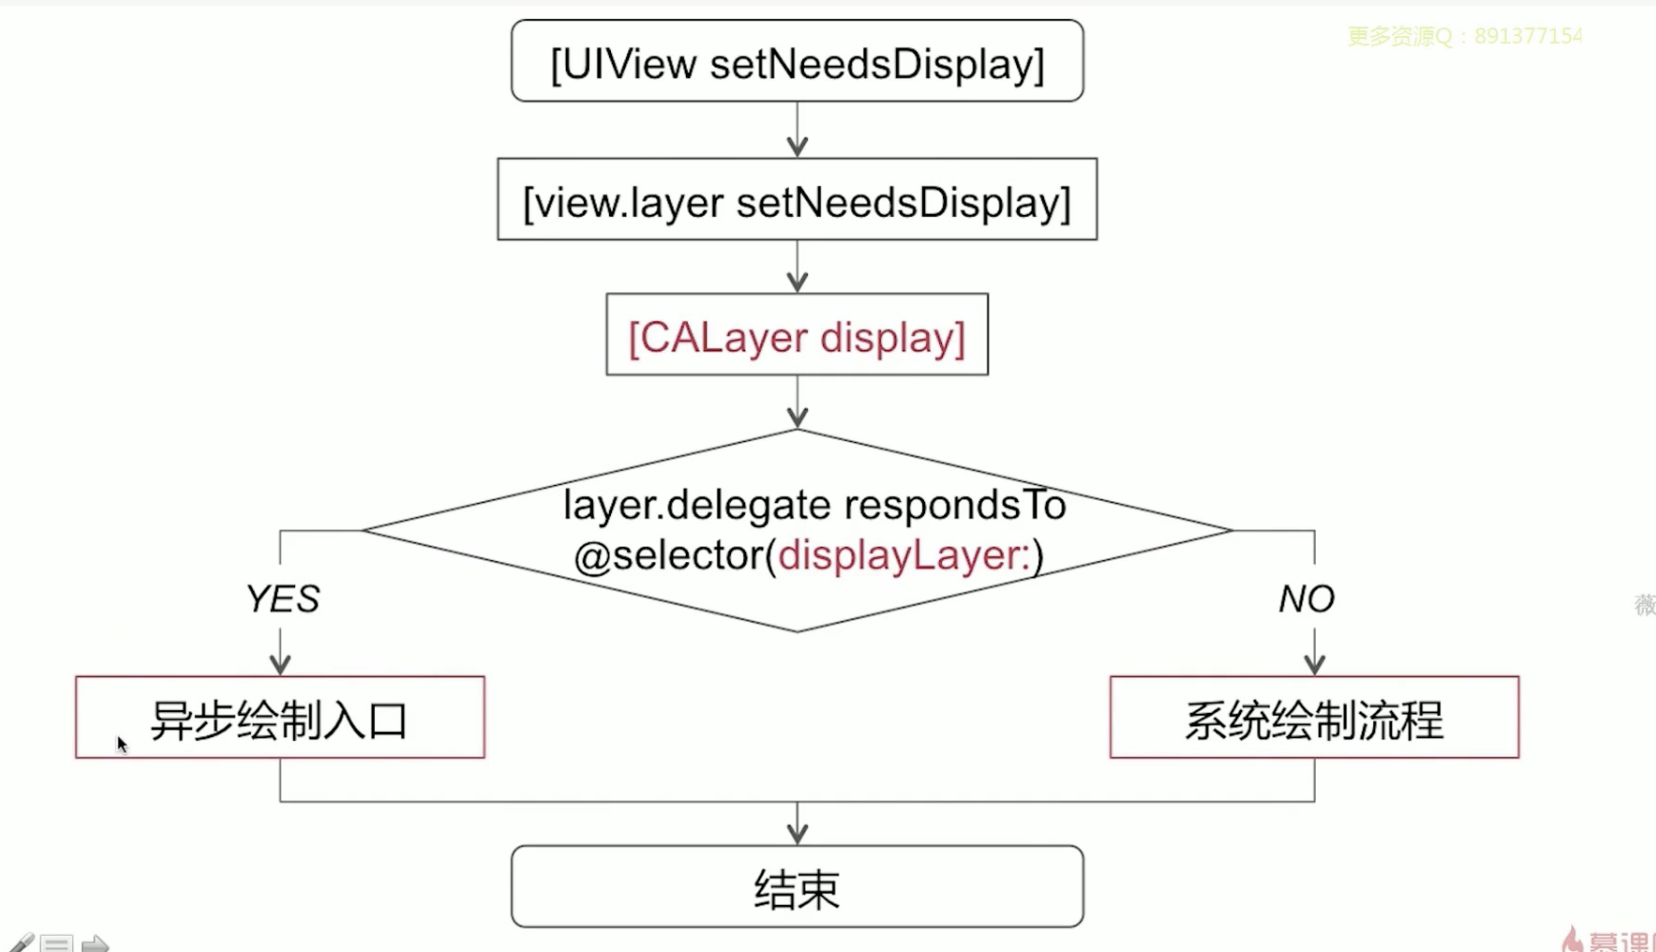 更多资源Q：891377154
[UIView setNeedsDisplay]
[view.layer setNeedsDisplay]
[CALayer display]
layer.delegate respondsTo
@selector(displayLayer:)
YES
NO
薇
异步绘制入口
系统绘制流程
结束
慕课